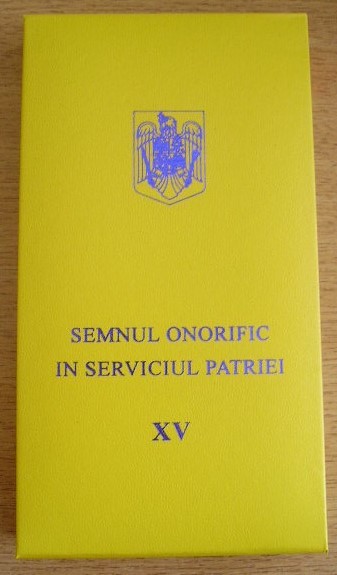 SEMNUL ONORIFIC
IN SERVICIUL PATRIEI
XV